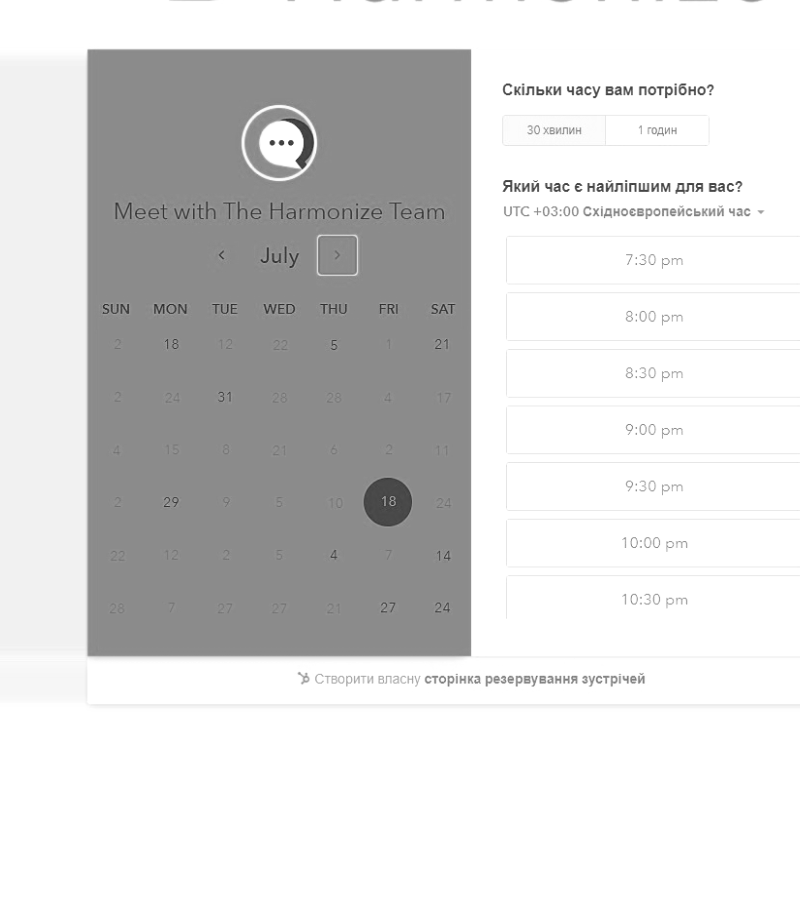 Meet with The Harmonize Team
July
SUN MON TUE WED THU FRI SAT
2 18 12 22 5 1 21
2 24 31 28 28 4 17
4 15 8 21 6 2 11
2 29 9 5 10 18 24
22 12 2 5 4 7 14
28 7 27 27 21 27 24
Скільки часу вам потрібно?
30 хвилин 1 годин
Який час є найліпшим для вас?
UTC +03:00 Східноєвропейський час
7:30 pm
8:00 pm
8:30 pm
9:00 pm
9:30 pm
10:00 pm
10:30 pm
Створити власну сторінка резервування зустрічей